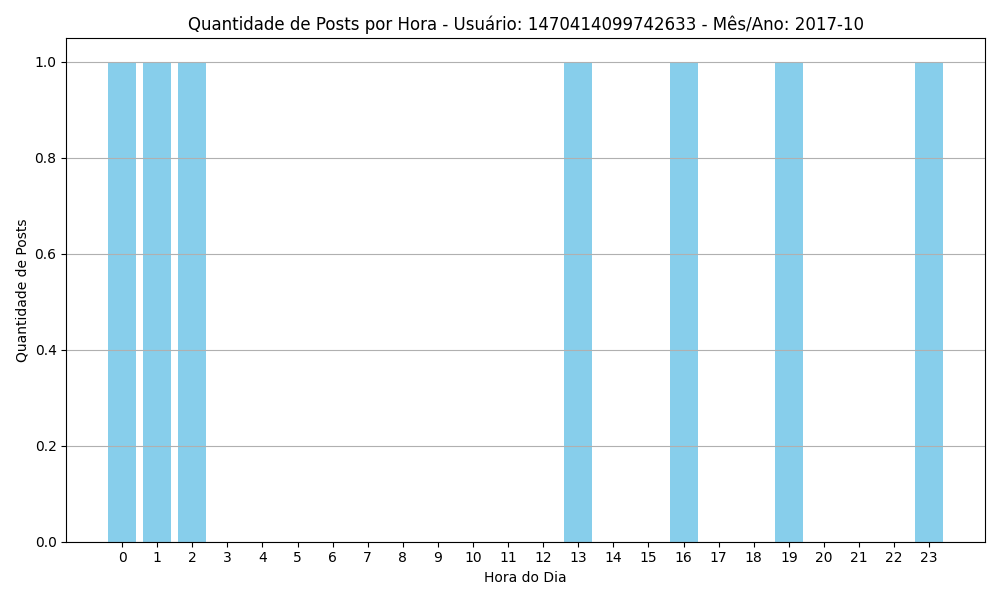 Quantidade de Posts por Hora - Usuário: 1470414099742633 - Mês/Ano: 2017-10
Quantidade de Posts
1.0
0.8
0.6
0.4
0.2
0.0
0 1 2 3 4 5 6 7 8 9 10 11 12 13 14 15 16 17 18 19 20 21 22 23
Hora do Dia